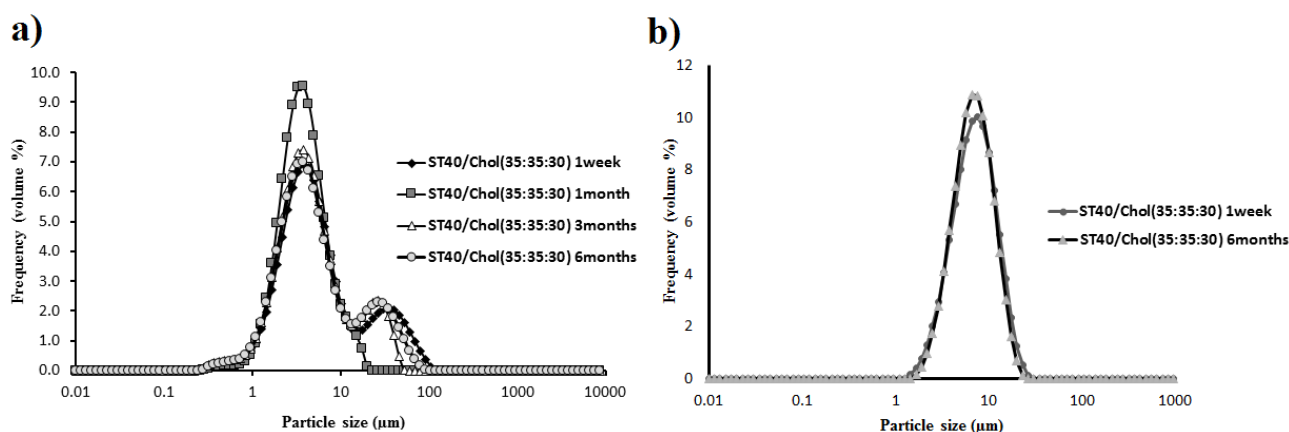 a)
10.0
9.0
8.0
7.0
6.0
5.0
4.0
3.0
2.0
1.0
0.0
Frequency (volume %)
0.01 0.1 1 10 100 1000 10000
Particle size (µm)
ST40/Chol(35:35:30) 1week
ST40/Chol(35:35:30) 1month
ST40/Chol(35:35:30) 3months
ST40/Chol(35:35:30) 6months
b)
12
10
8
6
4
2
0
Frequency (volume %)
0.01 0.1 1 10 100 1000
Particle size (µm)
ST40/Chol(35:35:30) 1week
ST40/Chol(35:35:30) 6months